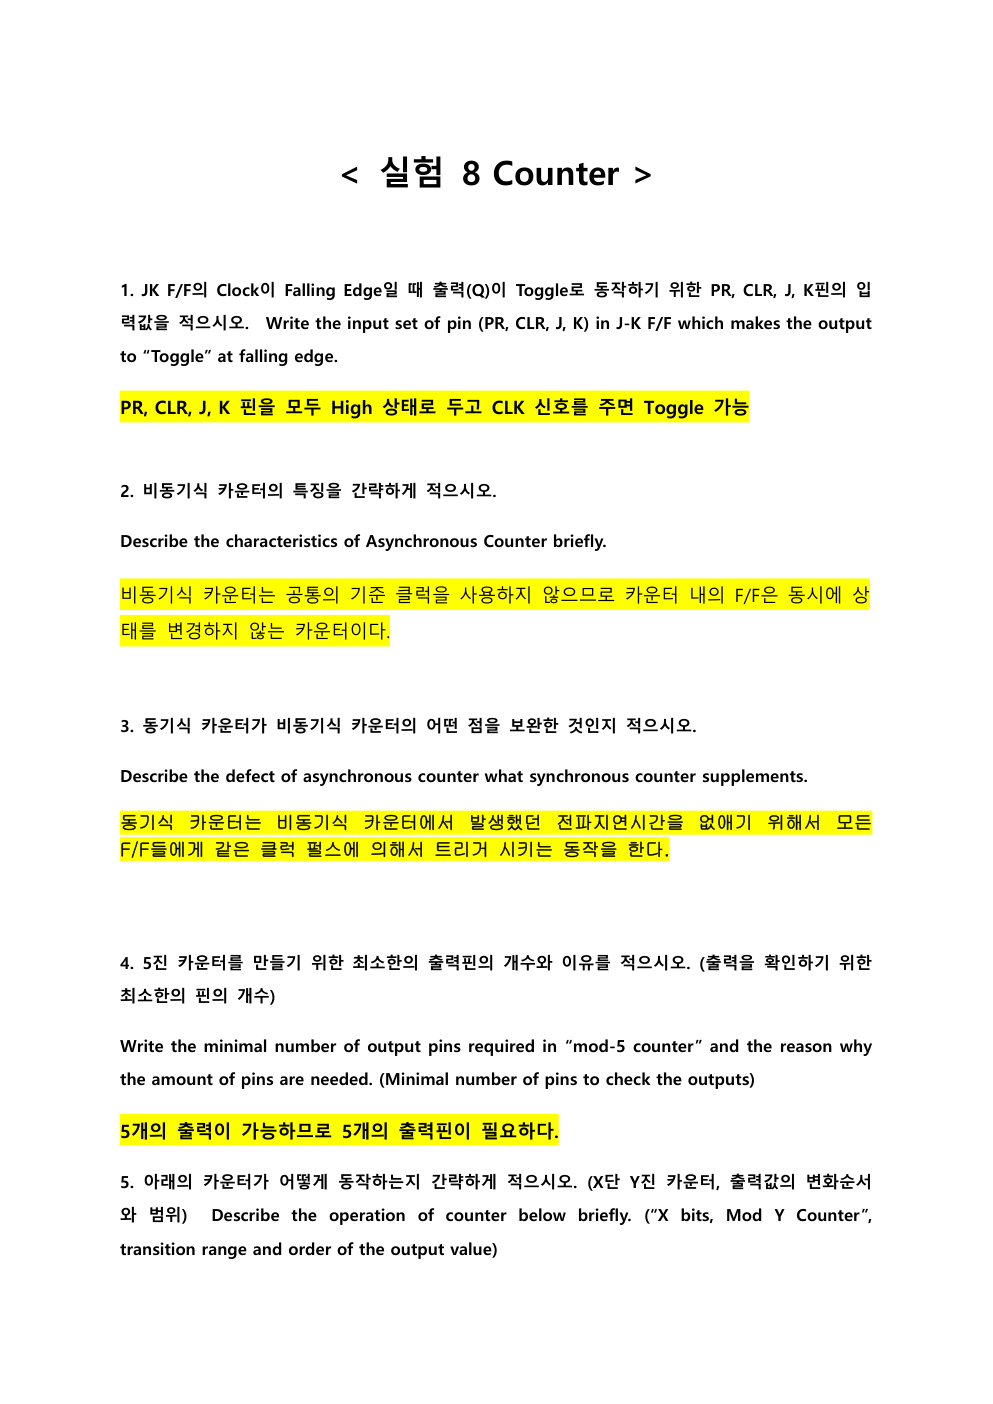 < 실험 8 Counter >
1. JK F/F의 Clock이 Falling Edge일 때 출력(Q)이 Toggle로 동작하기 위한 PR, CLR, J, K핀의 입
력값을 적으시오. Write the input set of pin (PR, CLR, J, K) in J-K F/F which makes the output
to “Toggle” at falling edge.
PR, CLR, J, K 핀을 모두 High 상태로 두고 CLK 신호를 주면 Toggle 가능
2. 비동기식 카운터의 특징을 간략하게 적으시오.
Describe the characteristics of Asynchronous Counter briefly.
비동기식 카운터는 공통의 기준 클럭을 사용하지 않으므로 카운터 내의 F/F은 동시에 상
태를 변경하지 않는 카운터이다.
3. 동기식 카운터가 비동기식 카운터의 어떤 점을 보완한 것인지 적으시오.
Describe the defect of asynchronous counter what synchronous counter supplements.
동기식 카운터는 비동기식 카운터에서 발생했던 전파지연시간을 없애기 위해서 모든
F/F들에게 같은 클럭 펄스에 의해서 트리거 시키는 동작을 한다.
4. 5진 카운터를 만들기 위한 최소한의 출력핀의 개수와 이유를 적으시오. (출력을 확인하기 위한
최소한의 핀의 개수)
Write the minimal number of output pins required in “mod-5 counter” and the reason why
the amount of pins are needed. (Minimal number of pins to check the outputs)
5개의 출력이 가능하므로 5개의 출력핀이 필요하다.
5. 아래의 카운터가 어떻게 동작하는지 간략하게 적으시오. (X단 Y진 카운터, 출력값의 변화순서
와 범위) Describe the operation of counter below briefly. (“X bits, Mod Y Counter”,
transition range and order of the output value)